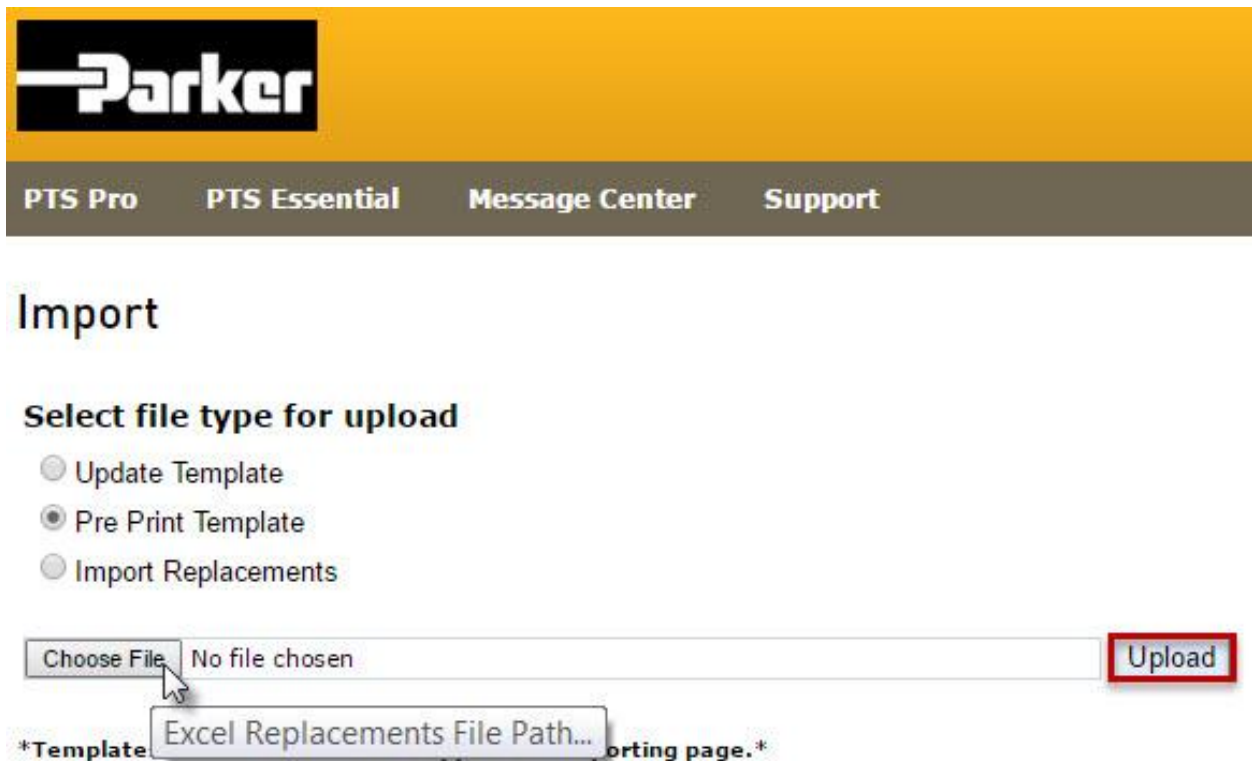 Parker
PTS Pro PTS Essential Message Center Support
Import
Select file type for upload
Update Template
Pre Print Template
Import Replacements
Choose File No file chosen Upload
Excel Replacements File Path...
*Template orting page.*